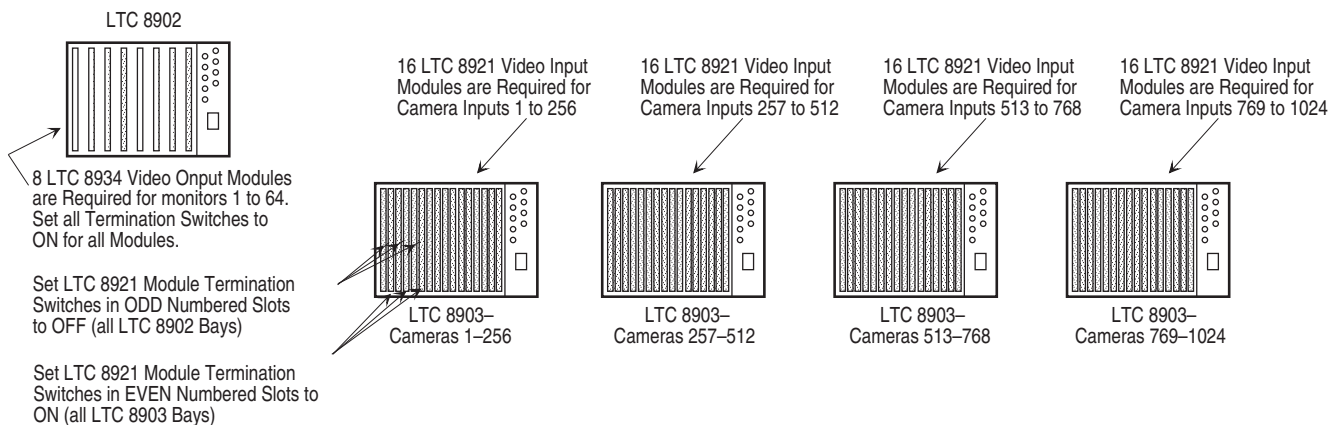 LTC 8902
8 LTC 8934 Video Onput Modules
are Required for monitors 1 to 64.
Set all Termination Switches to
ON for all Modules.
Set LTC 8921 Module Termination
Switches in ODD Numbered Slots
to OFF (all LTC 8902 Bays)
Set LTC 8921 Module Termination
Switches in EVEN Numbered Slots to
ON (all LTC 8903 Bays)
16 LTC 8921 Video Input
Modules are Required for
Camera Inputs 1 to 256
LTC 8903–
Cameras 1–256
16 LTC 8921 Video Input
Modules are Required for
Camera Inputs 257 to 512
LTC 8903–
Cameras 257–512
16 LTC 8921 Video Input
Modules are Required for
Camera Inputs 513 to 768
LTC 8903–
Cameras 513–768
16 LTC 8921 Video Input
Modules are Required for
Camera Inputs 769 to 1024
LTC 8903–
Cameras 769–1024